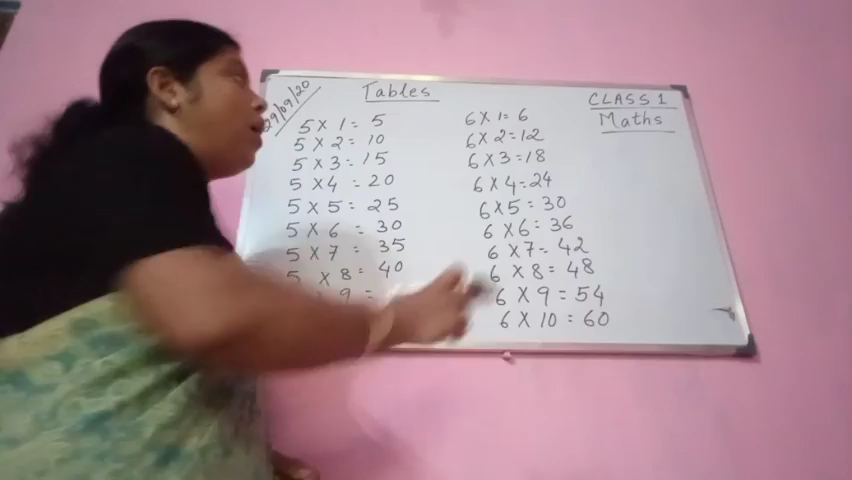 29/09/20
Tables
CLASS 1
Maths
5 X 1 = 5
5 X 2 = 10
5 X 3 = 15
5 X 4 = 20
5 X 5 = 25
5 X 6 = 30
5 X 7 = 35
5 X 8 = 40
9 =
6 X 1 = 6
6 X 2 = 12
6 X 3 = 18
6 X 4 = 24
6 X 5 = 30
6 X 6 = 36
6 X 7 = 42
6 X 8 = 48
6 X 9 = 54
6 X 10 = 60